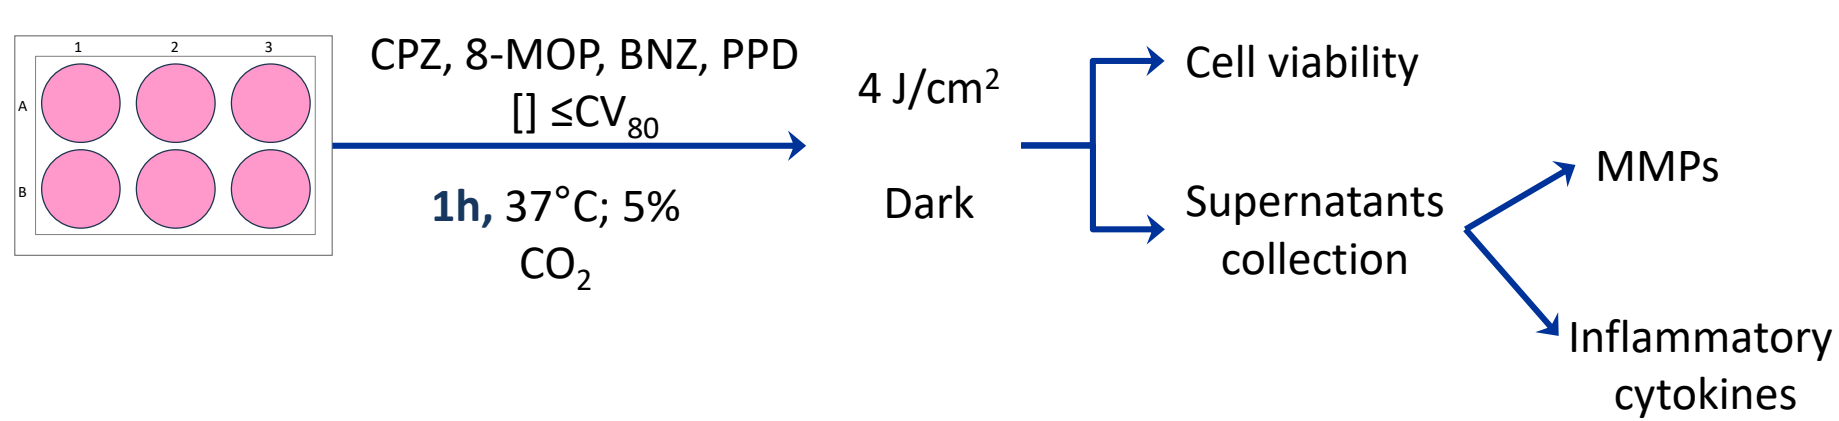 1 2 3
A
B
CPZ, 8-MOP, BNZ, PPD
[] ≤CV80
1h, 37°C; 5%
CO2
4 J/cm2
Dark
Cell viability
Supernatants
collection
MMPs
Inflammatory
cytokines